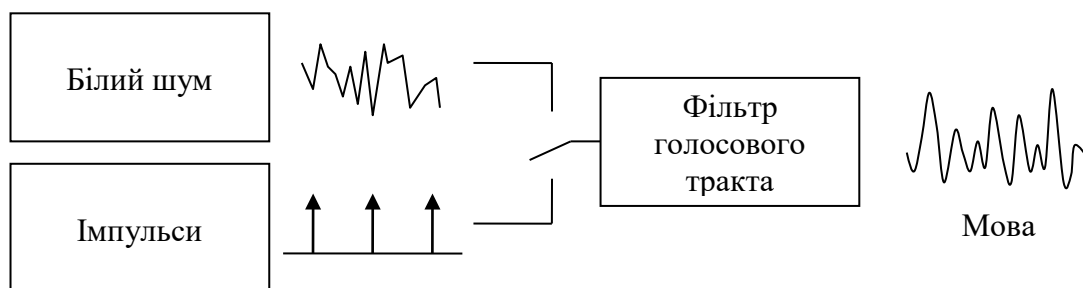 Білий шум
Імпульси
Фільтр
голосового
тракта
Мова